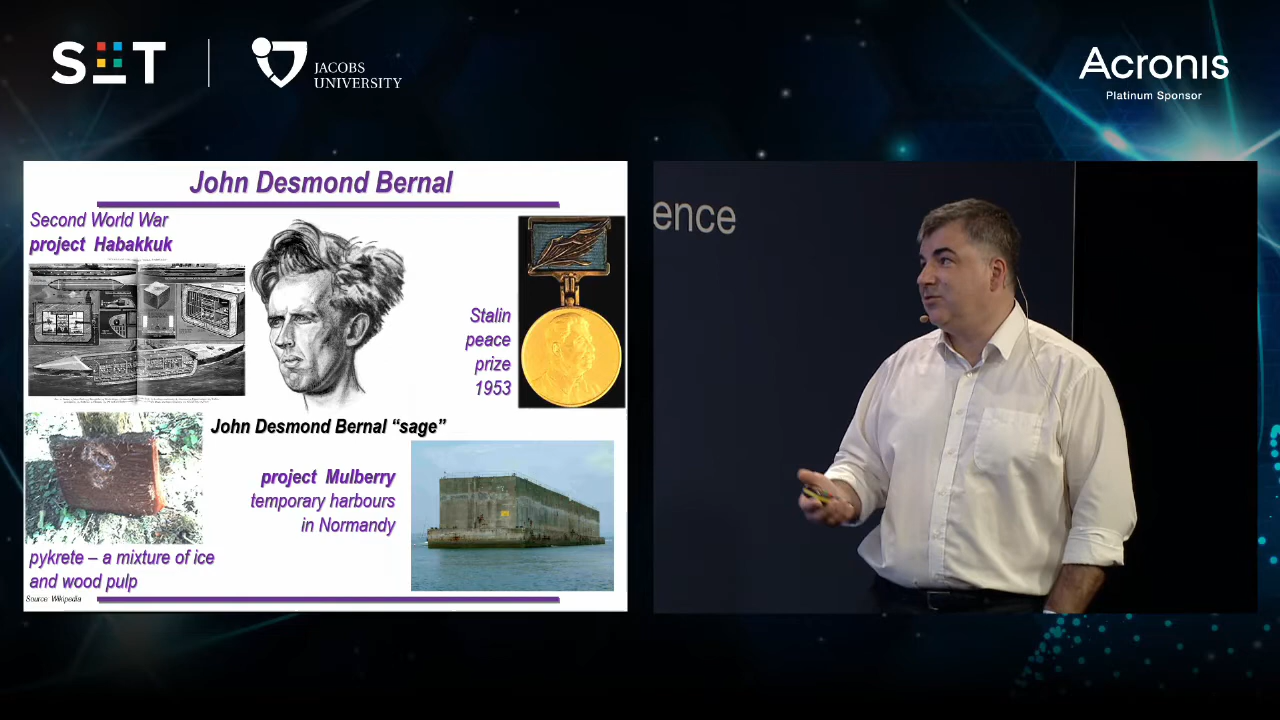 SET
JACOBS
UNIVERSITY
Acronis
Platinum Sponsor
John Desmond Bernal
Second World War
project Habakkuk
Stalin
peace
prize
1953
John Desmond Bernal “sage”
project Mulberry
temporary harbours
in Normandy
pykrete – a mixture of ice
and wood pulp
Source Wikipedia
ence